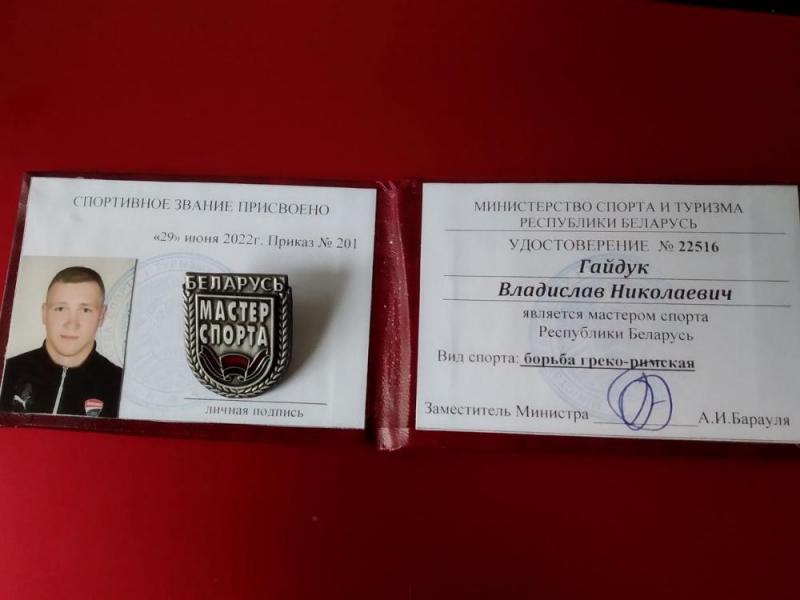 СПОРТИВНОЕ ЗВАНИЕ ПРИСВОЕНО
«29» июня 2022г. Приказ № 201
БЕЛАРУСЬ
МАСТЕР
СПОРТА
личная подпись
МИНИСТЕРСТВО СПОРТА И ТУРИЗМА
РЕСПУБЛИКИ БЕЛАРУСЬ
УДОСТОВЕРЕНИЕ № 22516
Гайдук
Владислав Николаевич
является мастером спорта
Республики Беларусь
Вид спорта: борьба греко-римская
Заместитель Министра А.И.Барауля